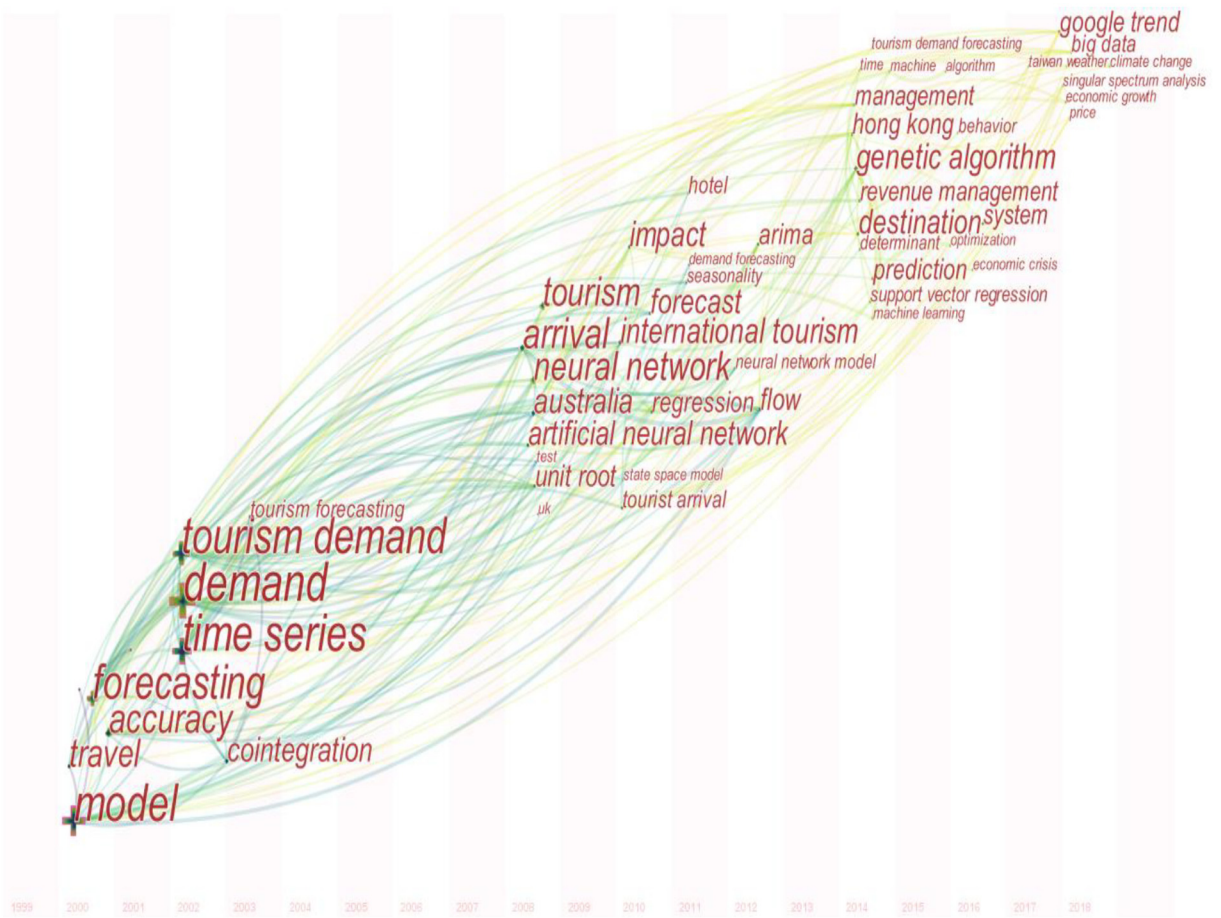 google trend
tourism demand forecasting big data
time machine algorithm taiwan weather climate change
singular spectrum analysis
management economic growth
price
hong kong behavior
genetic algorithm
hotel revenue management
destination system
impact arima determinant optimization
demand forecasting prediction economic crisis
seasonality
tourism forecast support vector regression
machine learning
arrival international tourism
neural network neural network model
australia regression flow
artificial neural network
test
unit root state space model
tourist arrival
uk
tourism forecasting
tourism demand
demand
time series
forecasting
accuracy
travel cointegration
model
1999 2000 2001 2002 2003 2004 2005 2006 2007 2008 2009 2010 2011 2012 2014 2015 2016 2017 2018